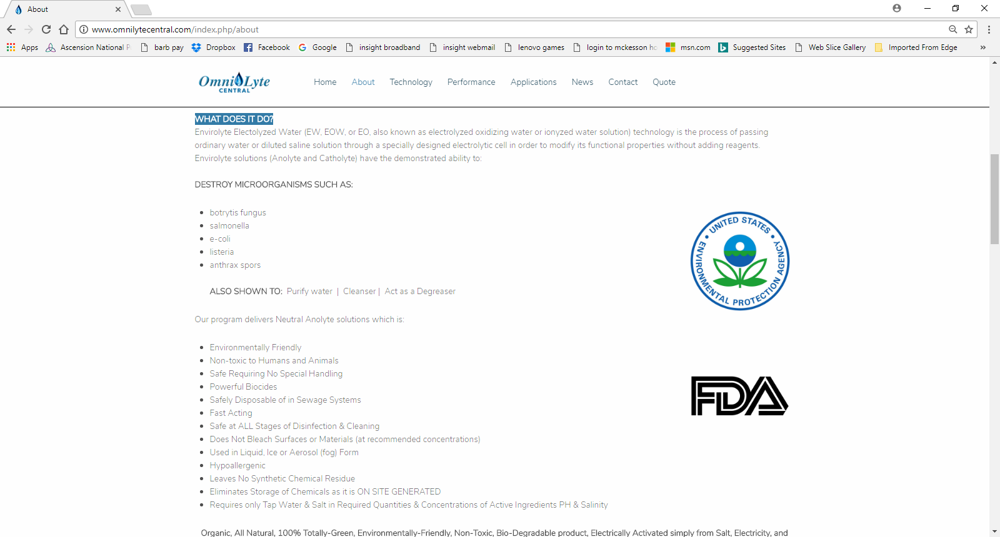 About
www.omnilytecentral.com/index.php/about
Apps Ascension National P barb pay Dropbox Facebook Google insight broadband insight webmail lenovo games login to mckesson ho msn.com Suggested Sites Web Slice Gallery Imported From Edge »
OmniLyte
CENTRAL
Home About Technology Performance Applications News Contact Quote
WHAT DOES IT DO?
Envirolyte Electolyzed Water (EW, EOW, or EO, also known as electrolyzed oxidizing water or ionyzed water solution) technology is the process of passing
ordinary water or diluted saline solution through a specially designed electrolytic cell in order to modify its functional properties without adding reagents.
Envirolyte solutions (Anolyte and Catholyte) have the demonstrated ability to:
DESTROY MICROORGANISMS SUCH AS:
botrytis fungus
salmonella
e-coli
listeria
anthrax spors
ALSO SHOWN TO: Purify water | Cleanser | Act as a Degreaser
UNITED STATES
ENVIRONMENTAL PROTECTION AGENCY
Our program delivers Neutral Anolyte solutions which is:
Environmentally Friendly
Non-toxic to Humans and Animals
Safe Requiring No Special Handling
Powerful Biocides
Safely Disposable of in Sewage Systems
Fast Acting
Safe at ALL Stages of Disinfection & Cleaning
Does Not Bleach Surfaces or Materials (at recommended concentrations)
Used in Liquid, Ice or Aerosol (fog) Form
Hypoallergenic
Leaves No Synthetic Chemical Residue
Eliminates Storage of Chemicals as it is ON SITE GENERATED
Requires only Tap Water & Salt in Required Quantities & Concentrations of Active Ingredients PH & Salinity
FDA
Organic, All Natural, 100% Totally-Green, Environmentally-Friendly, Non-Toxic, Bio-Degradable product, Electrically Activated simply from Salt, Electricity, and